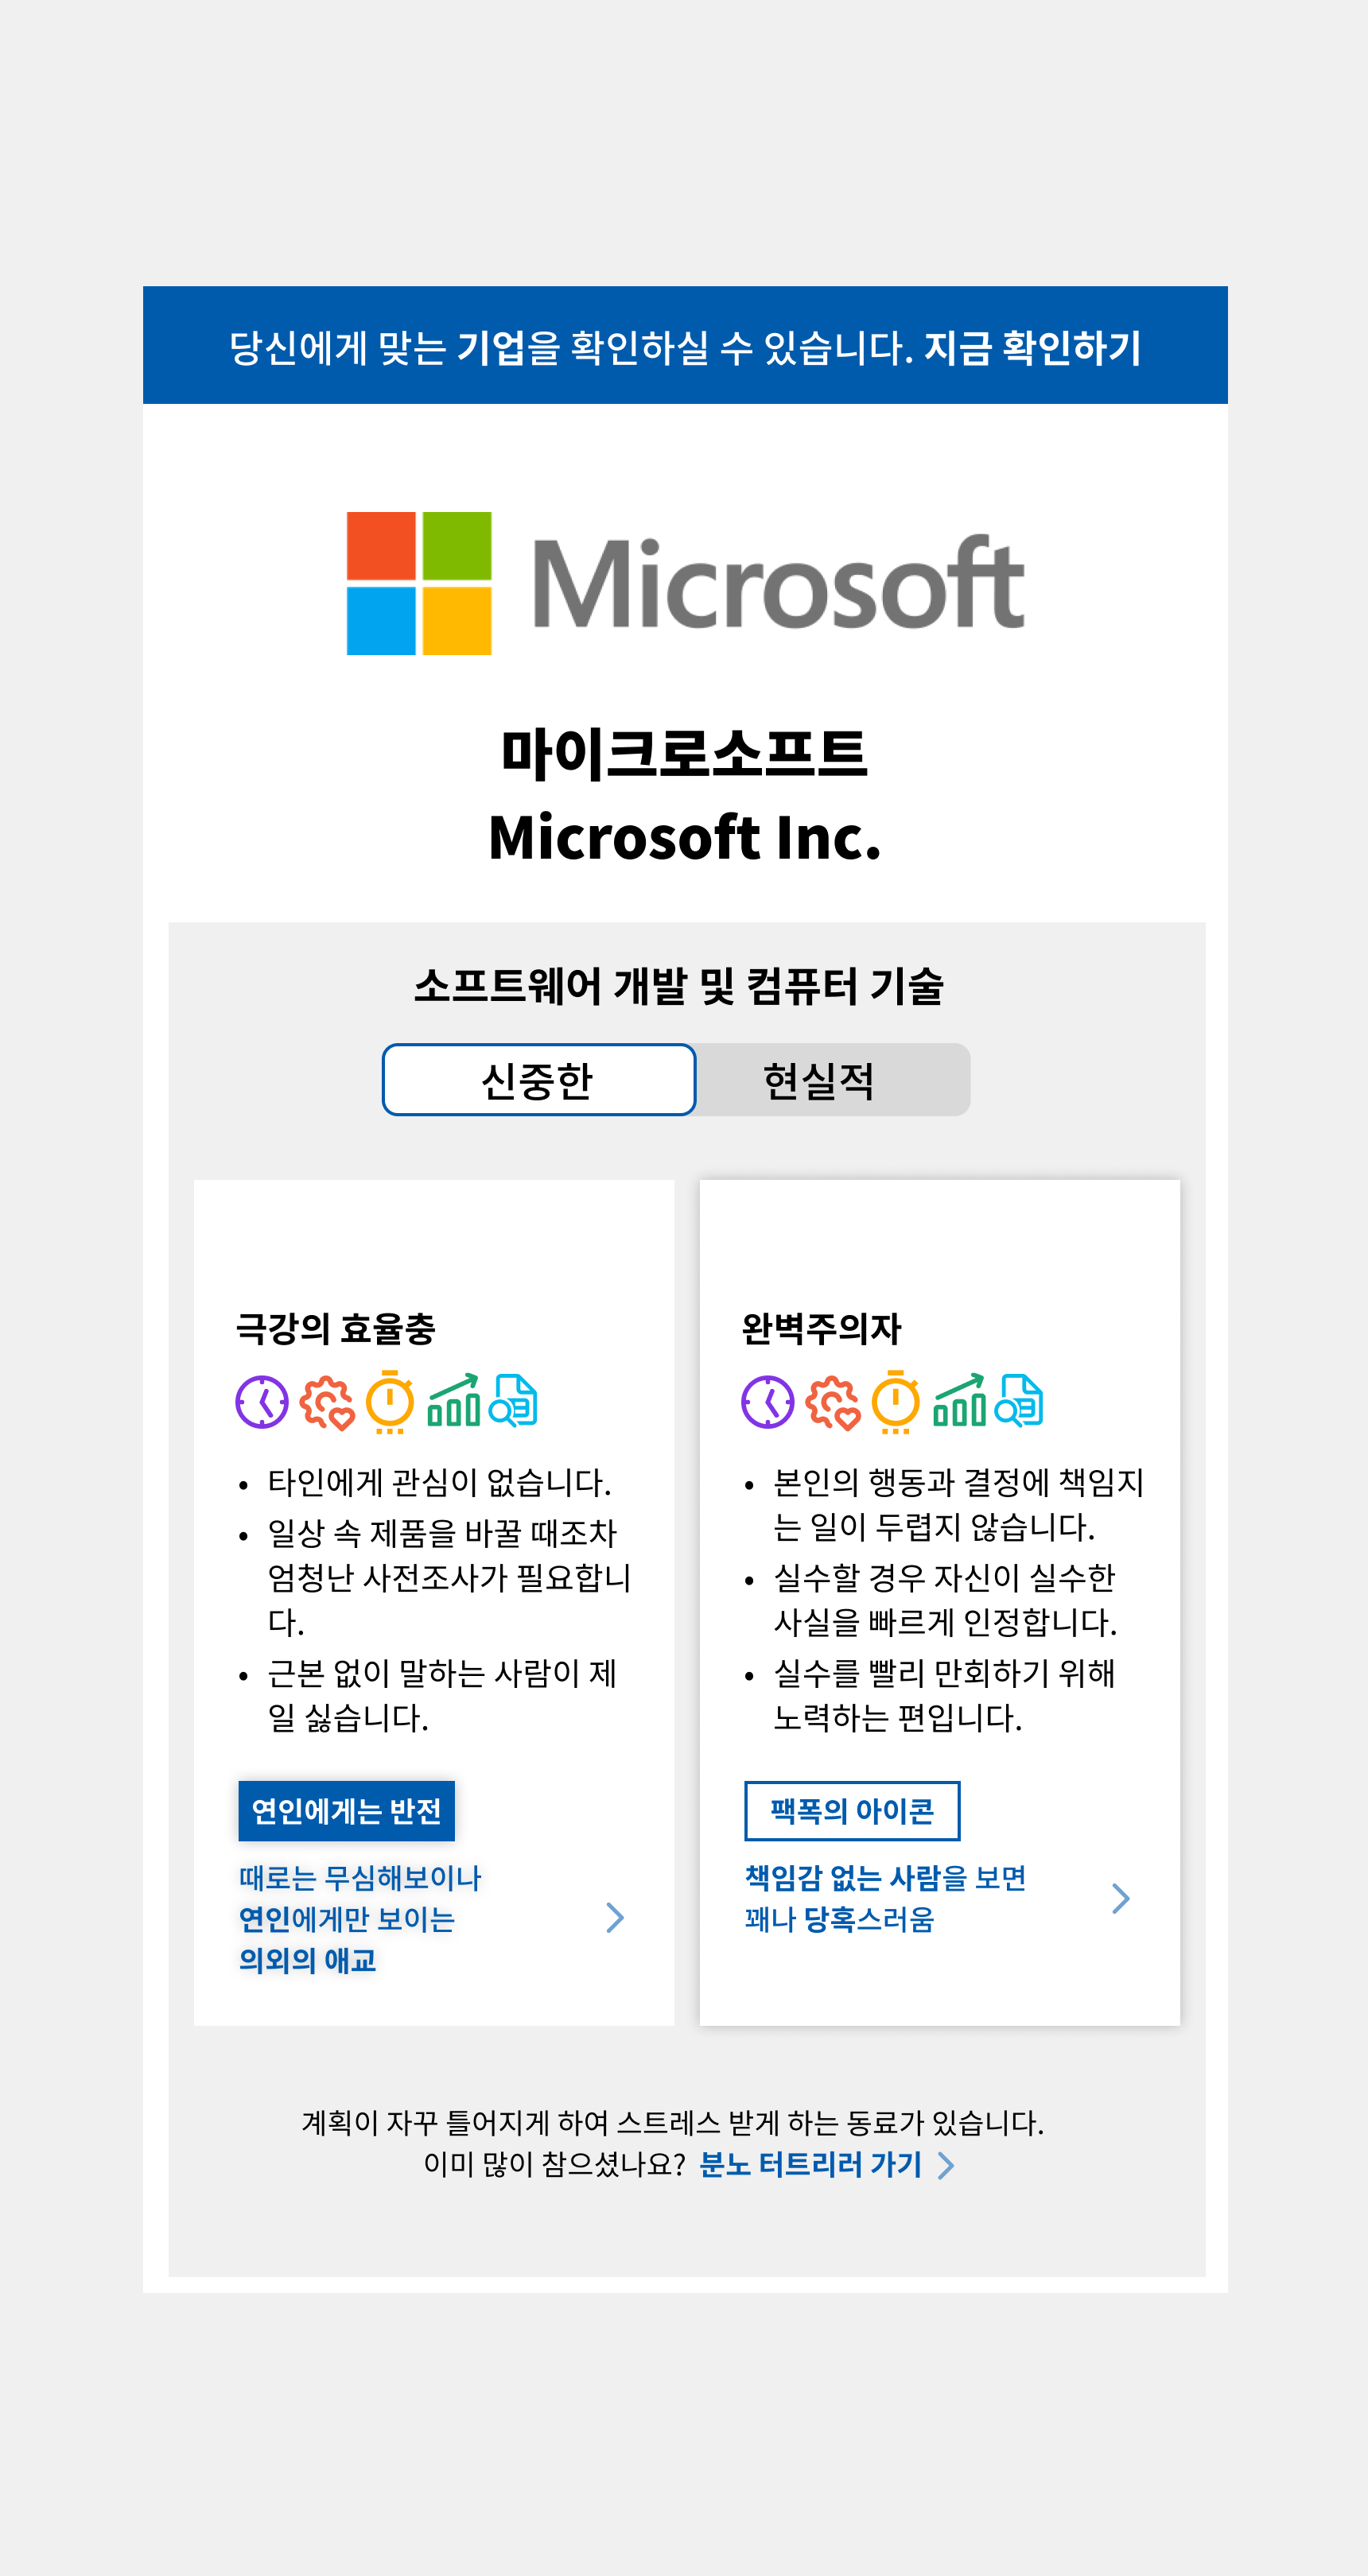 당신에게 맞는 기업을 확인하실 수 있습니다. 지금 확인하기
Microsoft
마이크로소프트
Microsoft Inc.
소프트웨어 개발 및 컴퓨터 기술
신중한
현실적
극강의 효율충
• 타인에게 관심이 없습니다.
• 일상 속 제품을 바꿀 때조차
엄청난 사전조사가 필요합니
다.
• 근본 없이 말하는 사람이 제
일 싫습니다.
연인에게는 반전
때로는 무심해보이나
연인에게만 보이는
의외의 애교
완벽주의자
• 본인의 행동과 결정에 책임지
는 일이 두렵지 않습니다.
• 실수할 경우 자신이 실수한
사실을 빠르게 인정합니다.
• 실수를 빨리 만회하기 위해
노력하는 편입니다.
팩폭의 아이콘
책임감 없는 사람을 보면
꽤나 당혹스러움
계획이 자꾸 틀어지게 하여 스트레스 받게 하는 동료가 있습니다.
이미 많이 참으셨나요? 분노 터트리러 가기